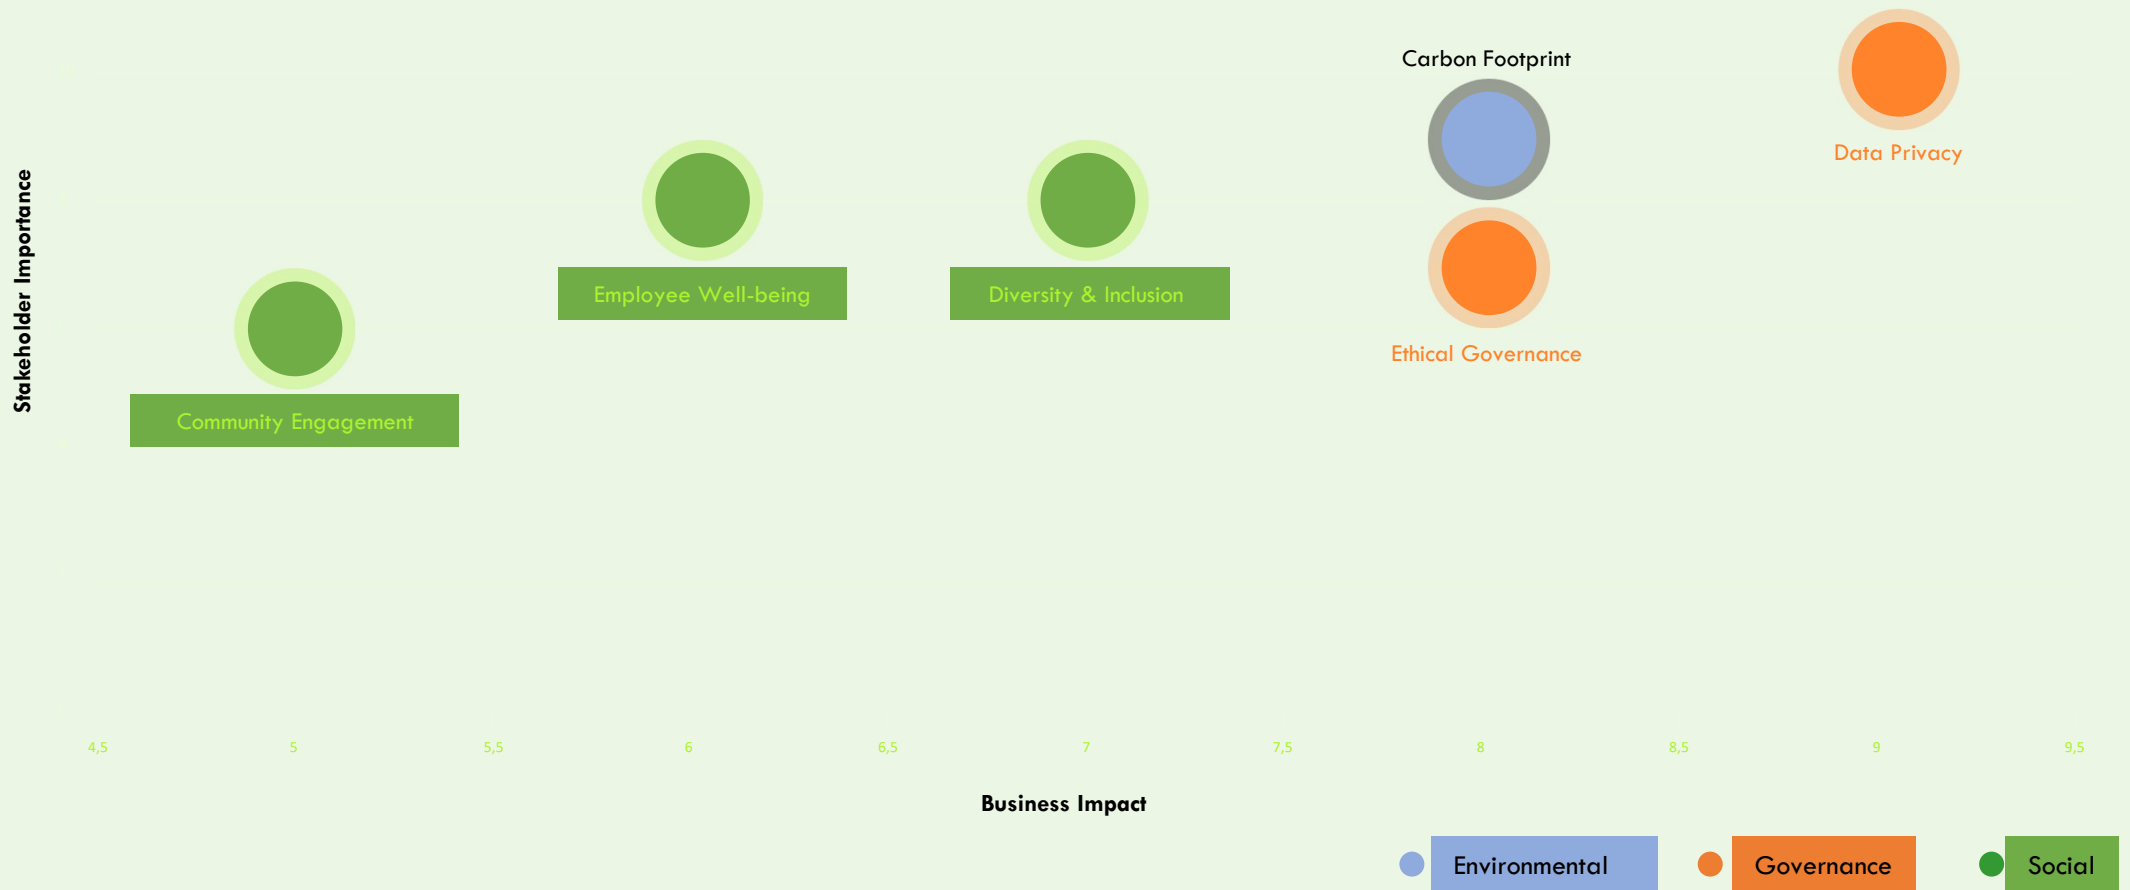 Carbon Footprint
Data Privacy
Stakeholder Importance
Employee Well-being
Diversity & Inclusion
Ethical Governance
Community Engagement
4,5 5 5,5 6 6,5 7 7,5 8 8,5 9 9,5
Business Impact
Environmental Governance Social